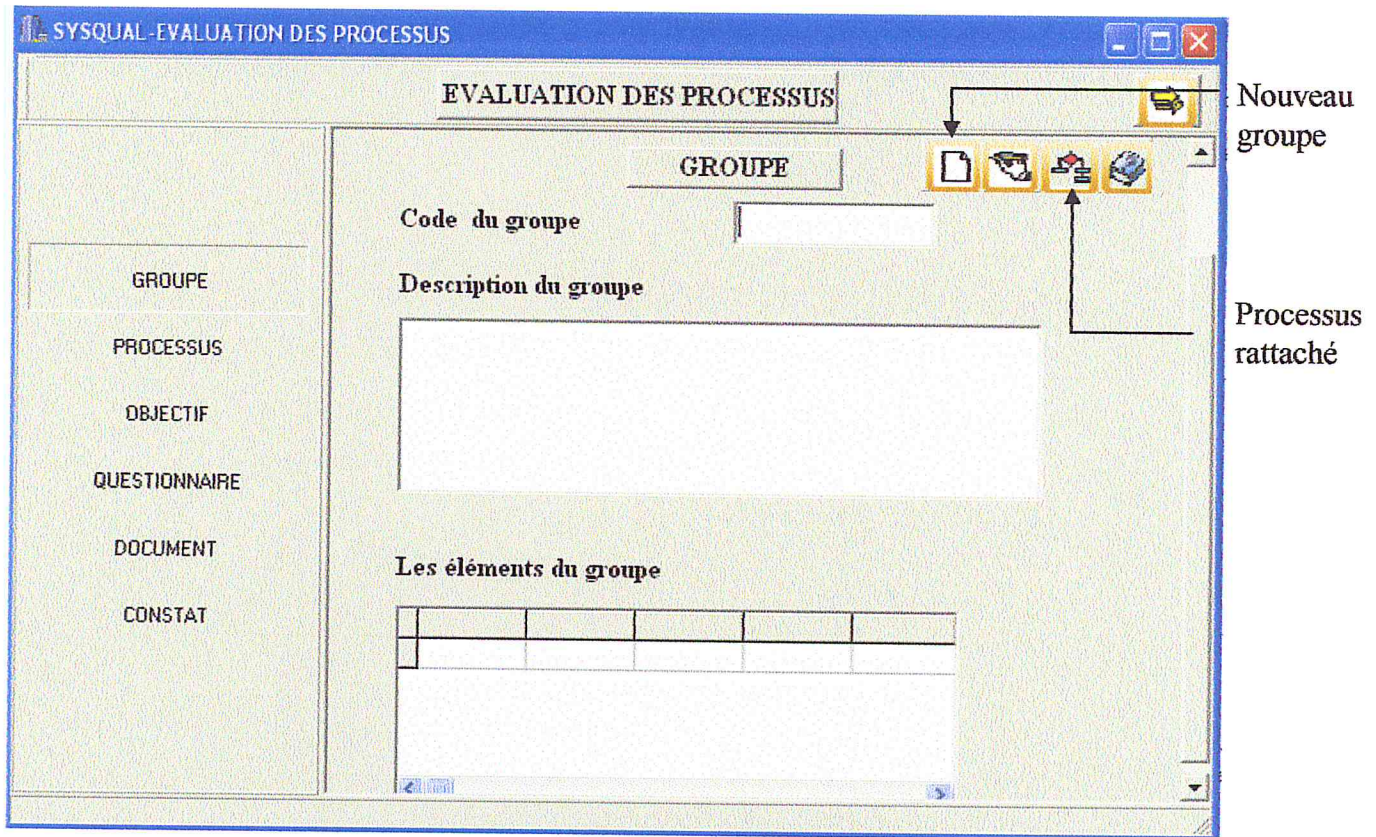 SYSQUAL-EVALUATION DES PROCESSUS
EVALUATION DES PROCESSUS
Nouveau
groupe
GROUPE
Code du groupe
GROUPE
Description du groupe
Processus
rattaché
PROCESSUS
OBJECTIF
QUESTIONNAIRE
DOCUMENT
Les éléments du groupe
CONSTAT